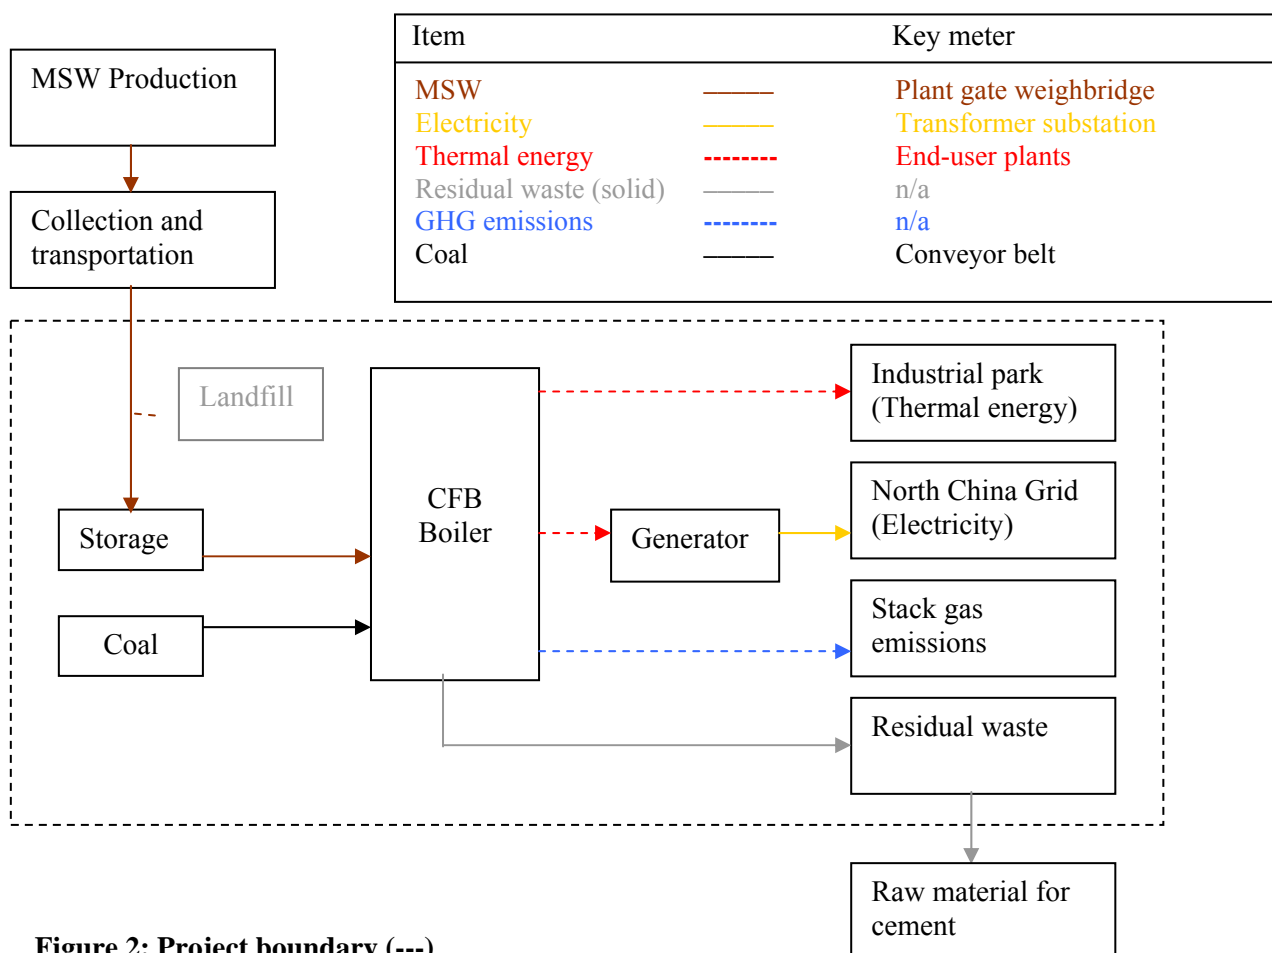 Item Key meter
MSW Production
MSW ——— Plant gate weighbridge
Electricity ——— Transformer substation
Thermal energy -------- End-user plants
Residual waste (solid) ——— n/a
GHG emissions -------- n/a
Coal ——— Conveyor belt
Collection and
transportation
Landfill
Industrial park
(Thermal energy)
CFB
Boiler
North China Grid
(Electricity)
Storage
Generator
Stack gas
emissions
Coal
Residual waste
Raw material for
cement
Figure 2: Project boundary (---)